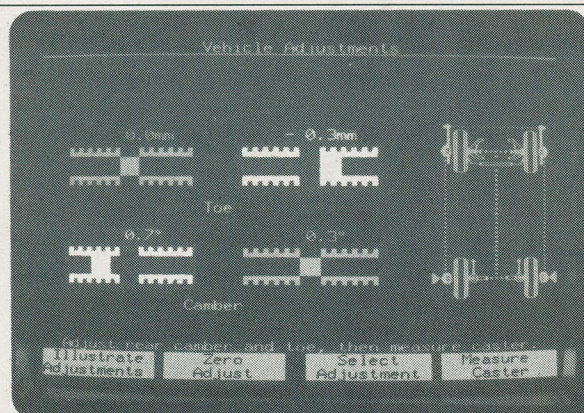 Vehicle Adjustments
0.0mm
- 0.3mm
Toe
0.7°
0.3°
Camber
Adjust rear camber and toe, then measure caster.
Illustrate Adjustments
Zero Adjust
Select Adjustment
Measure Caster